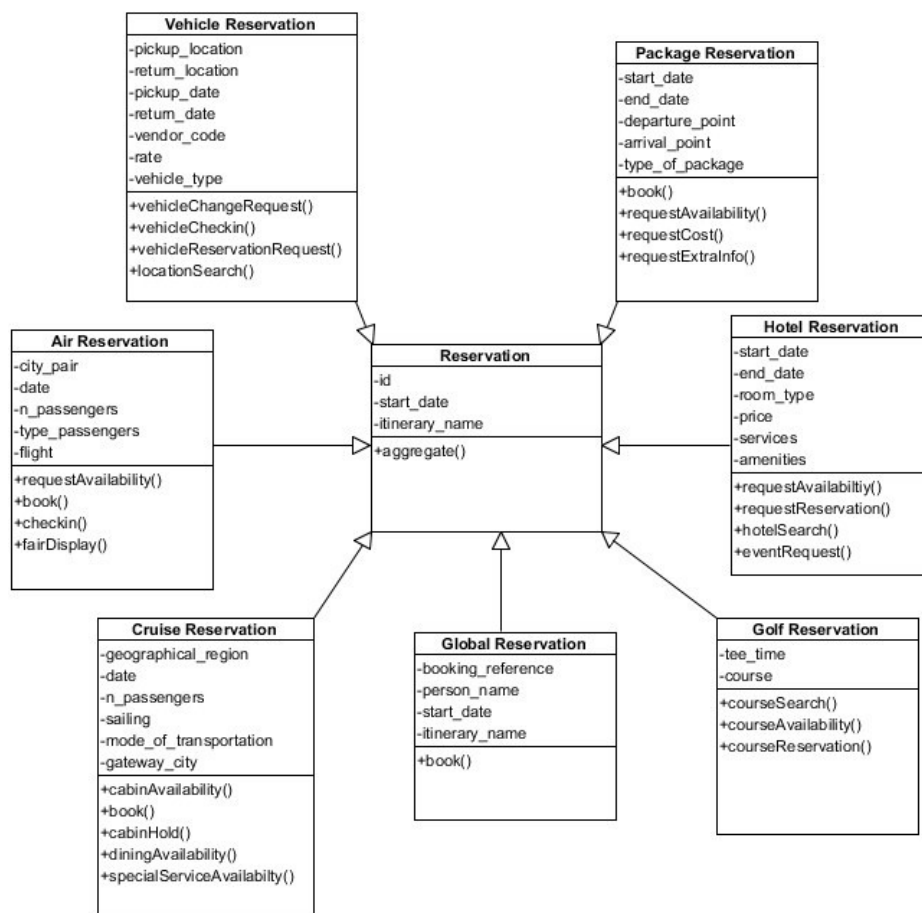 Vehicle Reservation
-pickup_location
-return_location
-pickup_date
-return_date
-vendor_code
-rate
-vehicle_type
+vehicleChangeRequest()
+vehicleCheckin()
+vehicleReservationRequest()
+locationSearch()
Package Reservation
-start_date
-end_date
-departure_point
-arrival_point
-type_of_package
+book()
+requestAvailability()
+requestCost()
+requestExtraInfo()
Air Reservation
-city_pair
-date
-n_passengers
-type_passengers
-flight
+requestAvailability()
+book()
+checkin()
+fairDisplay()
Reservation
-id
-start_date
-itinerary_name
+aggregate()
Hotel Reservation
-start_date
-end_date
-room_type
-price
-services
-amenities
+requestAvailabiltiy()
+requestReservation()
+hotelSearch()
+eventRequest()
Cruise Reservation
-geographical_region
-date
-n_passengers
-sailing
-mode_of_transportation
-gateway_city
+cabinAvailability()
+book()
+cabinHold()
+diningAvailability()
+specialServiceAvailabilty()
Global Reservation
-booking_reference
-person_name
-start_date
-itinerary_name
+book()
Golf Reservation
-tee_time
-course
+courseSearch()
+courseAvailability()
+courseReservation()